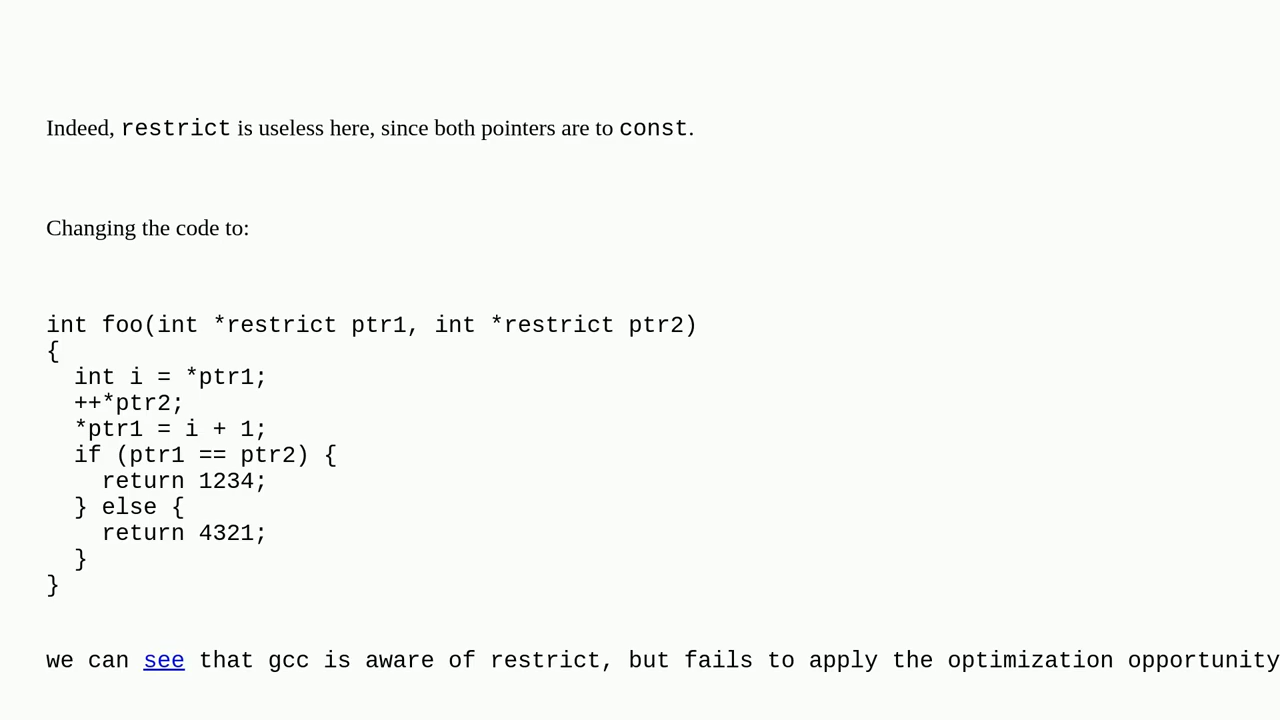 Indeed, restrict is useless here, since both pointers are to const.
Changing the code to:
int foo(int *restrict ptr1, int *restrict ptr2)
{
  int i = *ptr1;
  ++*ptr2;
  *ptr1 = i + 1;
  if (ptr1 == ptr2) {
    return 1234;
  } else {
    return 4321;
  }
}
we can see that gcc is aware of restrict, but fails to apply the optimization opportunity